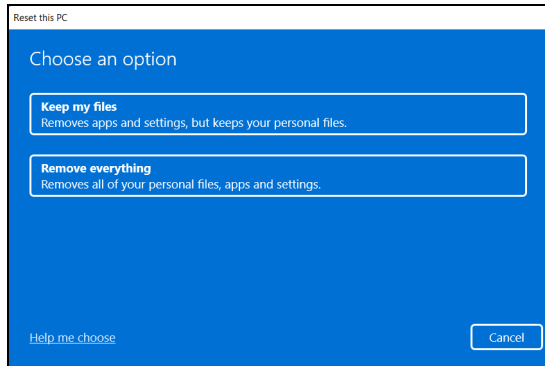 Reset this PC
Choose an option
Keep my files
Removes apps and settings, but keeps your personal files.
Remove everything
Removes all of your personal files, apps and settings.
Help me choose
Cancel